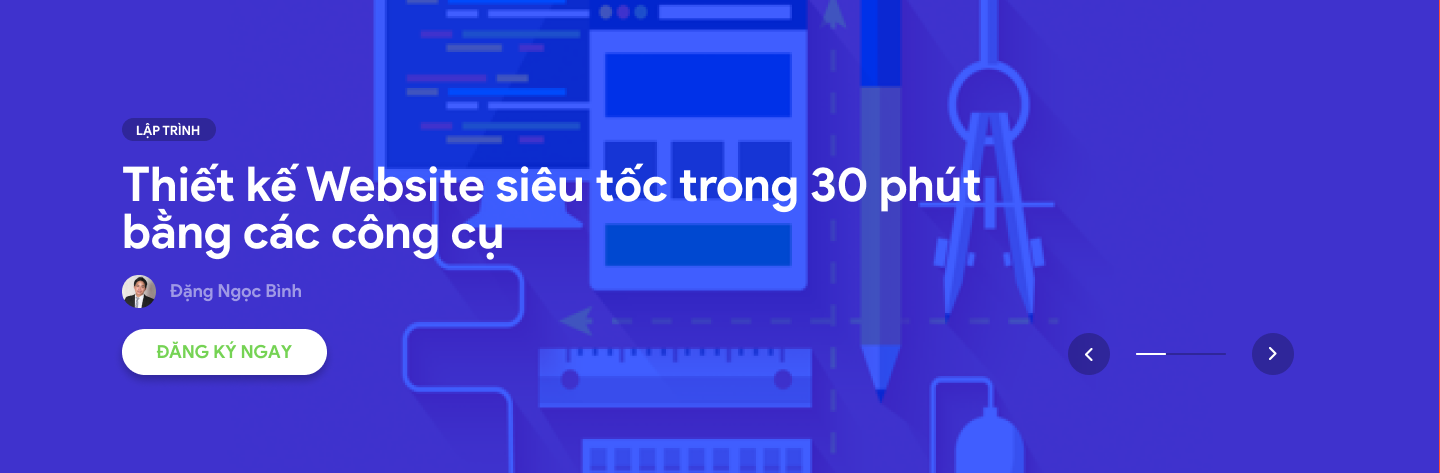 LẬP TRÌNH
Thiết kế Website siêu tốc trong 30 phút
bằng các công cụ
Đặng Ngọc Bình
ĐĂNG KÝ NGAY